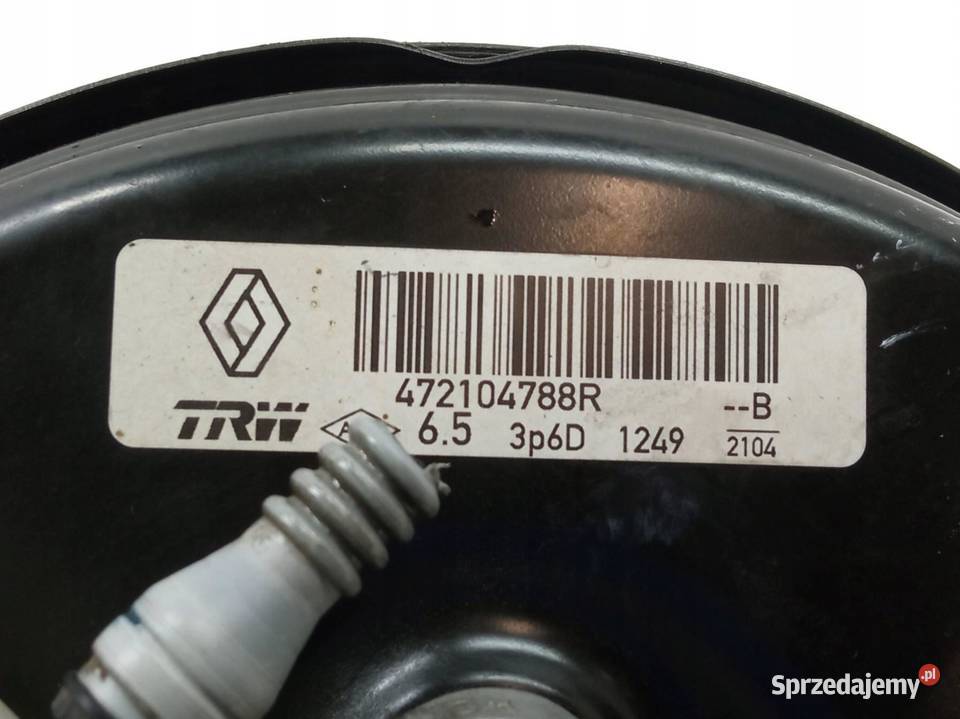 472104788R
--B
TRW
A
6.5
3p6D
1249
2104
Sprzedajemy.pl